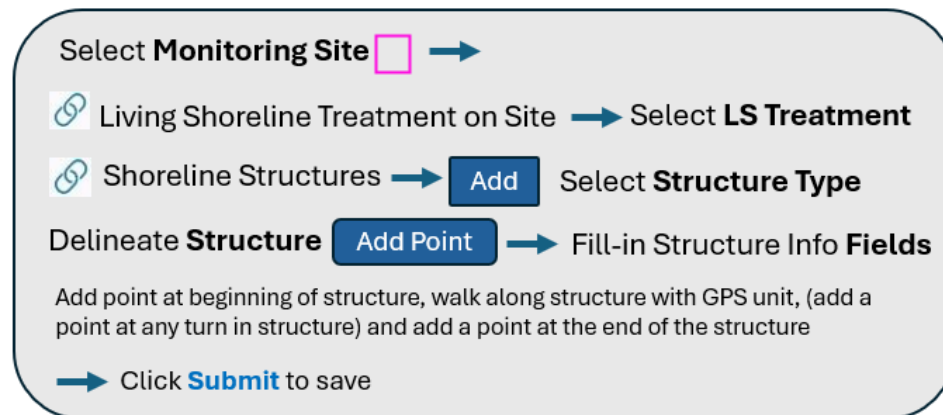 Select Monitoring Site
Living Shoreline Treatment on Site Select LS Treatment
Shoreline Structures Add Select Structure Type
Delineate Structure Add Point Fill-in Structure Info Fields
Add point at beginning of structure, walk along structure with GPS unit, (add a
point at any turn in structure) and add a point at the end of the structure
Click Submit to save